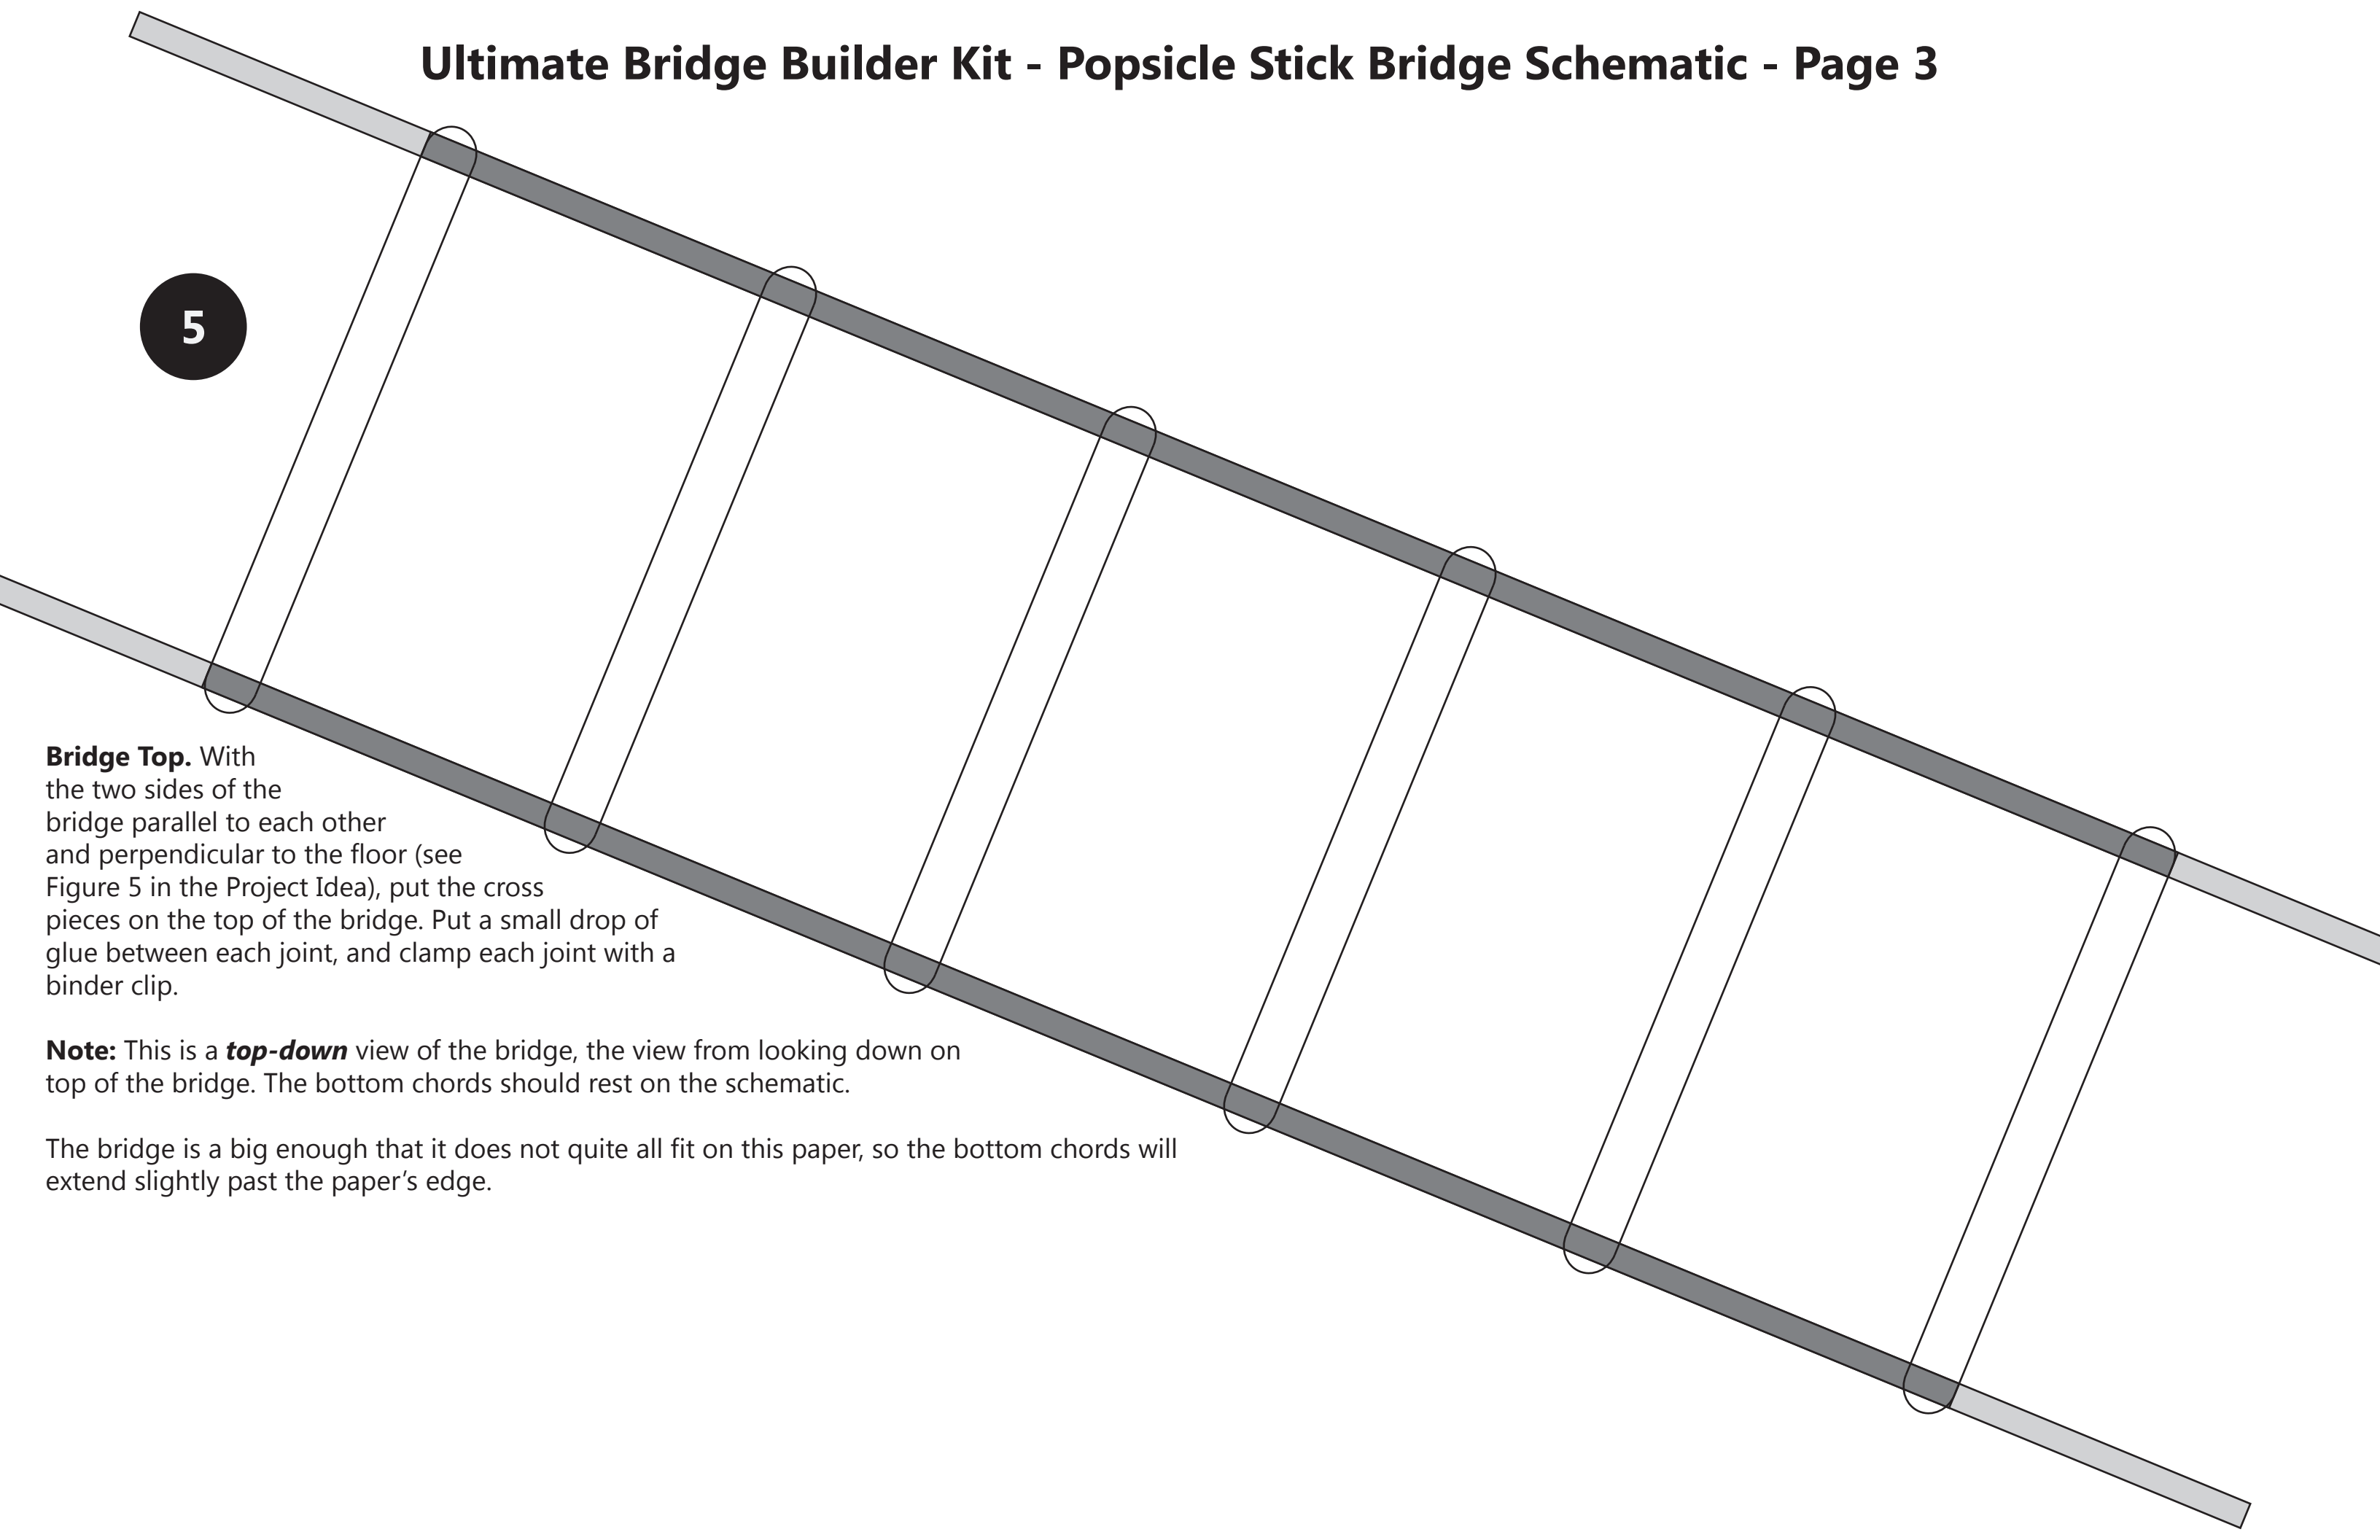 Ultimate Bridge Builder Kit - Popsicle Stick Bridge Schematic - Page 3
5
Bridge Top. With
the two sides of the
bridge parallel to each other
and perpendicular to the floor (see
Figure 5 in the Project Idea), put the cross
pieces on the top of the bridge. Put a small drop of
glue between each joint, and clamp each joint with a
binder clip.
Note: This is a top-down view of the bridge, the view from looking down on
top of the bridge. The bottom chords should rest on the schematic.
The bridge is a big enough that it does not quite all fit on this paper, so the bottom chords will
extend slightly past the paper’s edge.